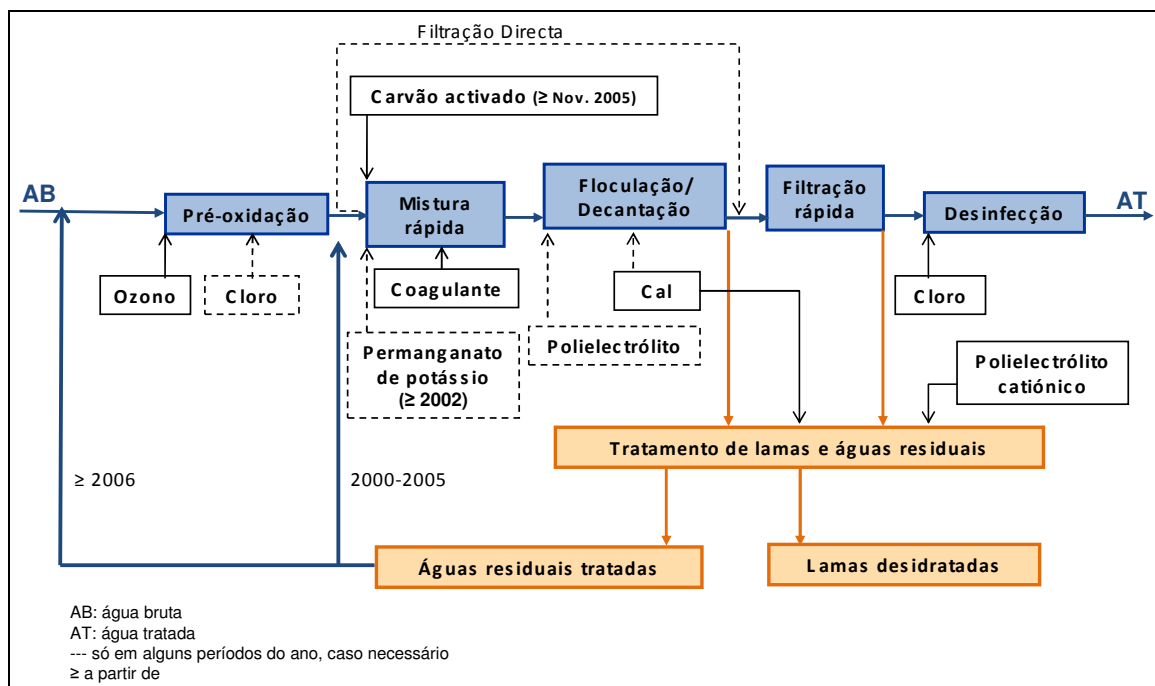 Filtração Directa
Carvão activado (≥ Nov. 2005)
AB
Pré-oxidação
Mistura
rápida
Floculação/
Decantação
Filtração
rápida
Desinfecção
AT
Ozono
Cloro
Coagulante
Cal
Cloro
Permanganato
de potássio
(≥ 2002)
Polielectrólito
Polielectrólito
catiónico
Tratamento de lamas e águas residuais
≥ 2006
2000-2005
Águas residuais tratadas
Lamas desidratadas
AB: água bruta
AT: água tratada
--- só em alguns períodos do ano, caso necessário
≥ a partir de